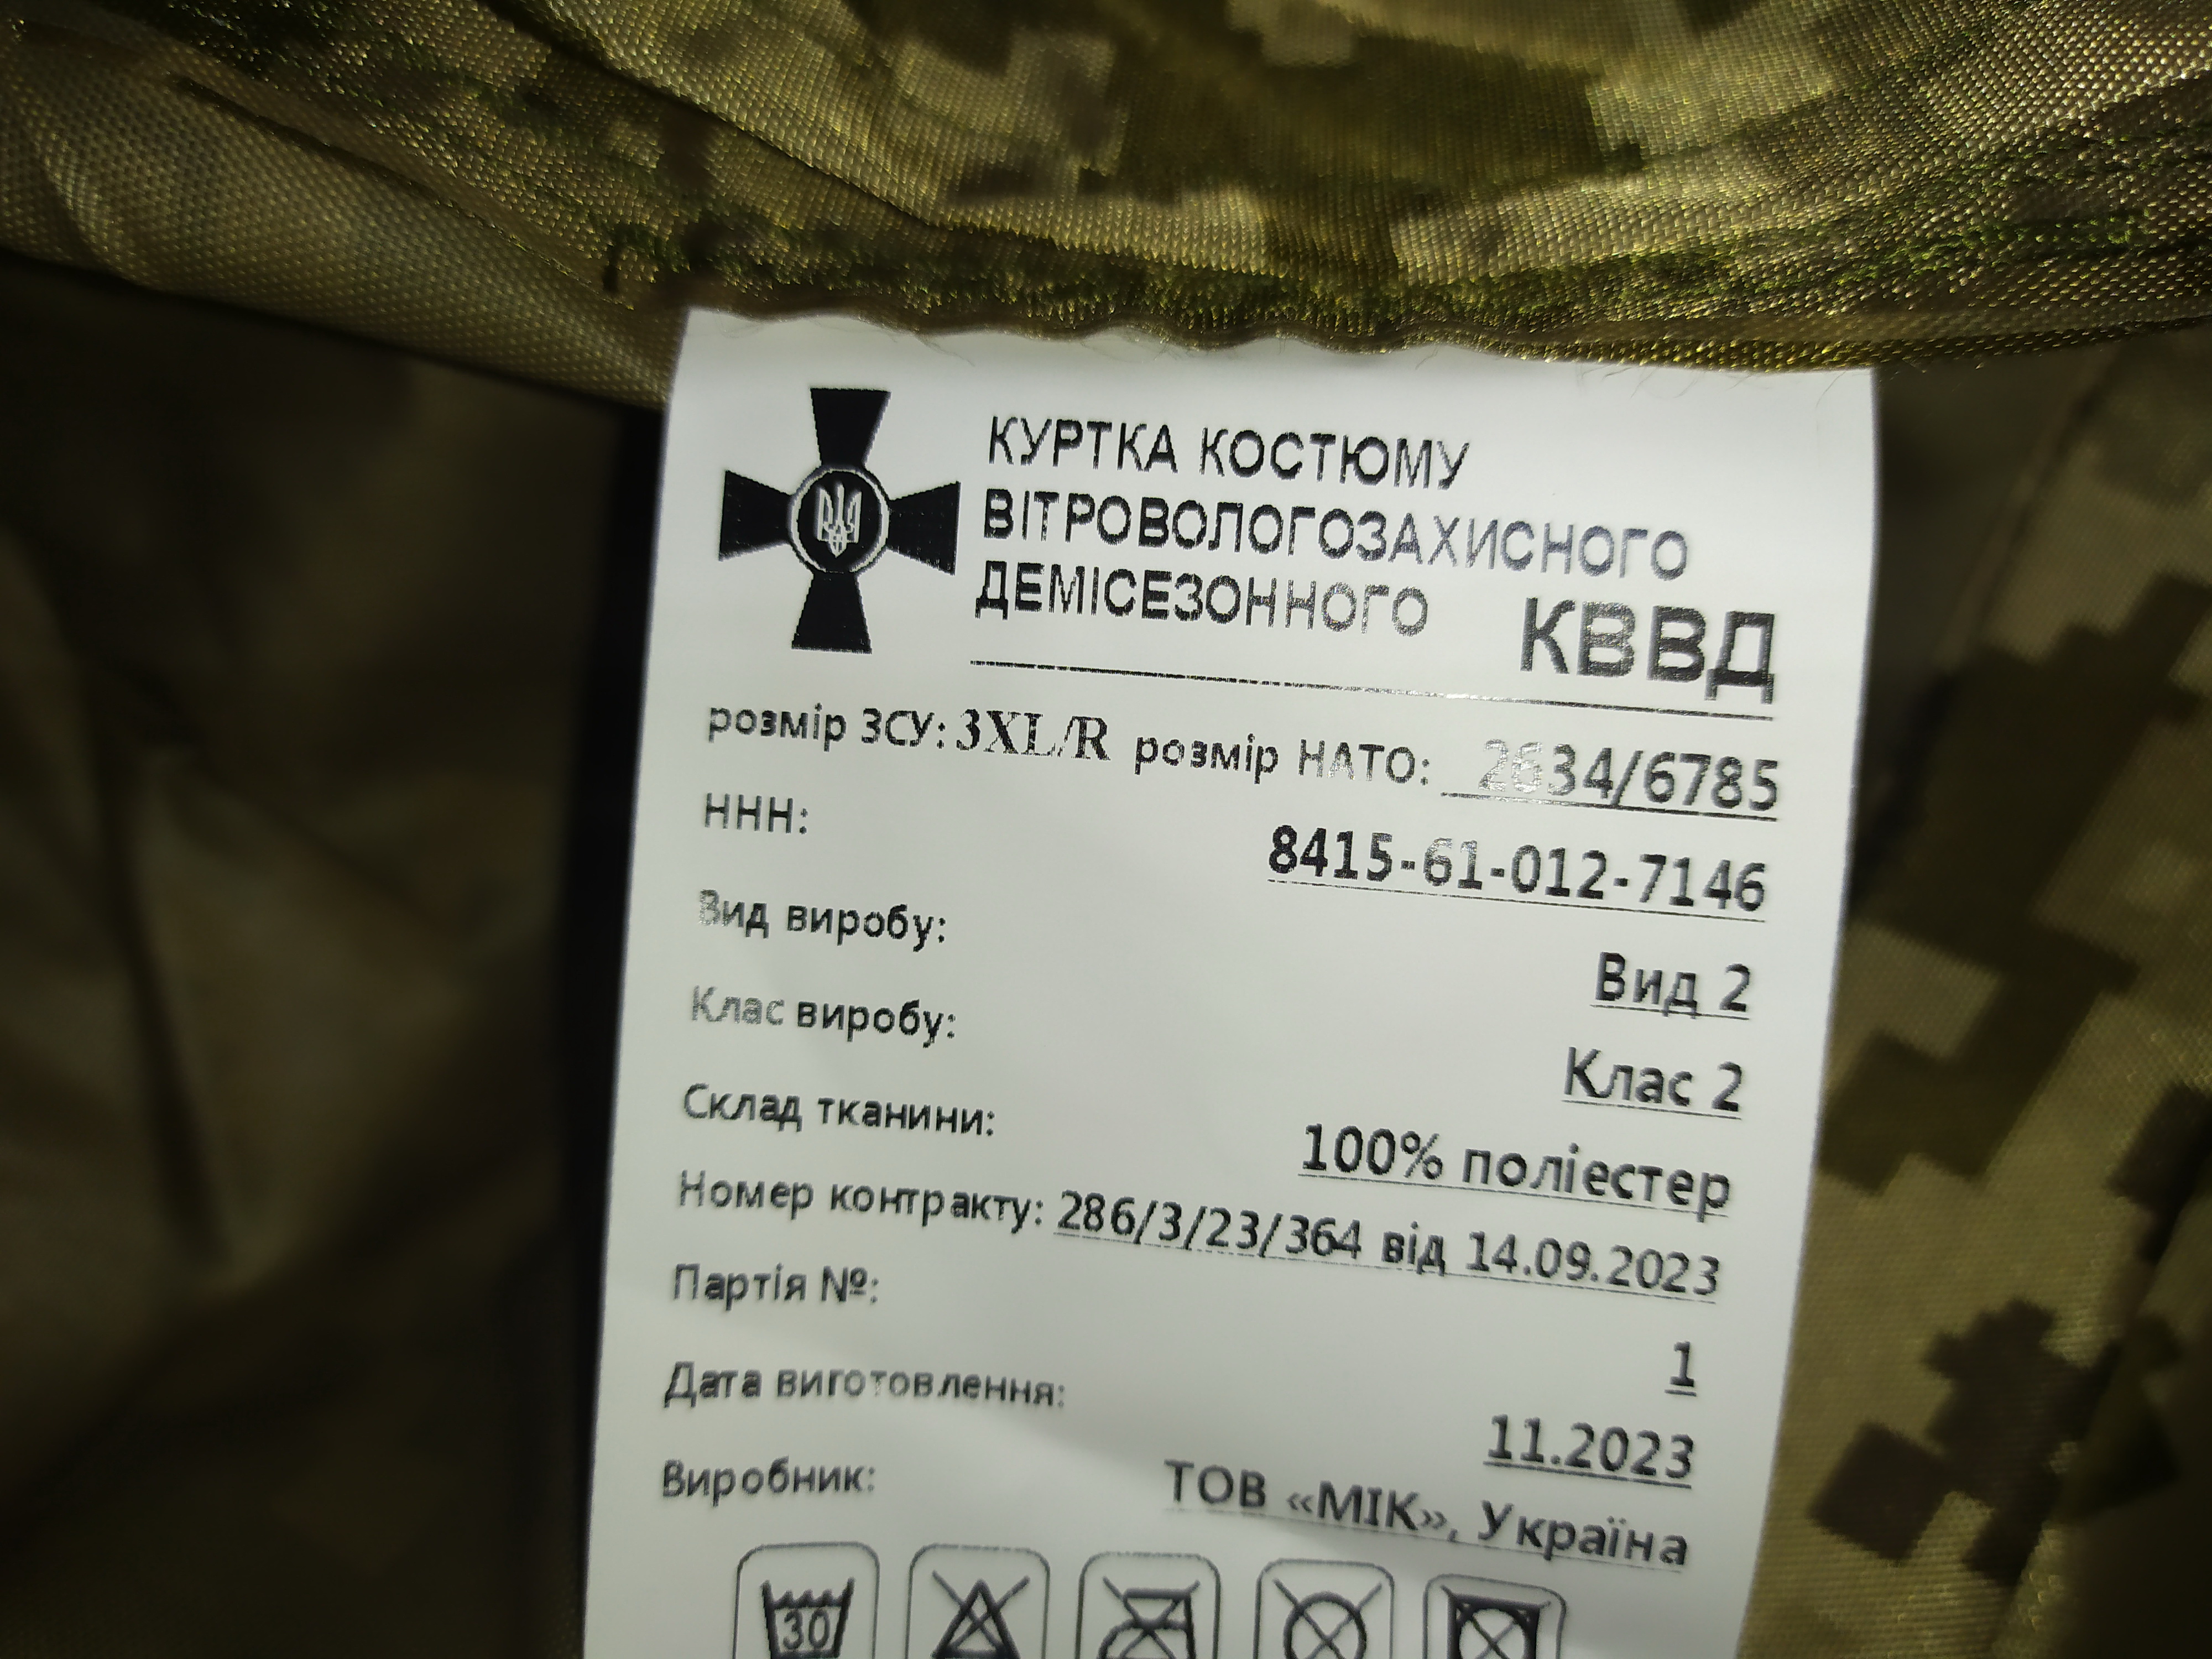 КУРТКА КОСТЮМУ
ВІТРОВОЛОГОЗАХИСНОГО
ДЕМІСЕЗОННОГО КВВД
розмір ЗСУ: 3XL/R розмір НАТО: 2634/6785
ННН: 8415-61-012-7146
Вид виробу: Вид 2
Клас виробу: Клас 2
Склад тканини: 100% поліестер
Номер контракту: 286/3/23/364 від 14.09.2023
Партія №: 1
Дата виготовлення: 11.2023
Виробник: ТОВ «МІК», Україна
30